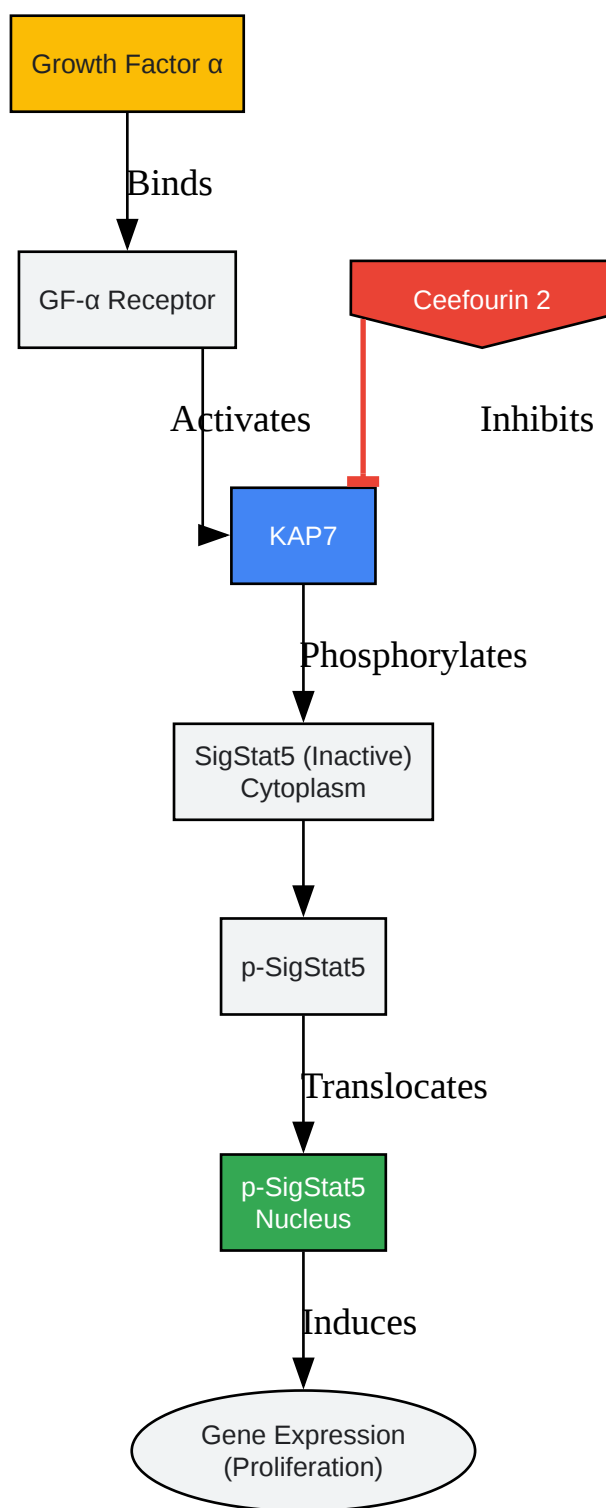 Growth Factor α
Binds
GF-α Receptor
Ceefourin 2
Activates
Inhibits
KAP7
Phosphorylates
SigStat5 (Inactive)
Cytoplasm
p-SigStat5
Translocates
p-SigStat5
Nucleus
Induces
Gene Expression
(Proliferation)